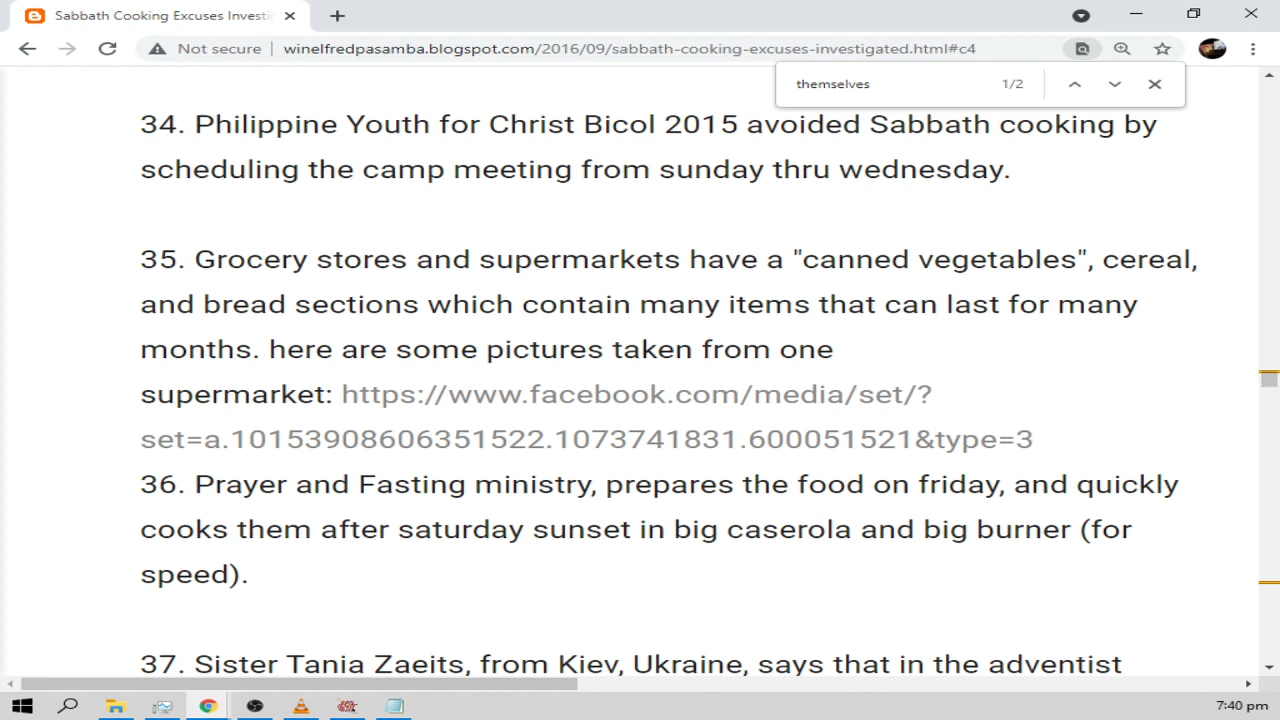 Sabbath Cooking Excuses Investi
Not secure
winelfredpasamba.blogspot.com/2016/09/sabbath-cooking-excuses-investigated.html#c4
themselves
1/2
34. Philippine Youth for Christ Bicol 2015 avoided Sabbath cooking by
scheduling the camp meeting from sunday thru wednesday.
35. Grocery stores and supermarkets have a "canned vegetables", cereal,
and bread sections which contain many items that can last for many
months. here are some pictures taken from one
supermarket: https://www.facebook.com/media/set/?
set=a.10153908606351522.1073741831.600051521&type=3
36. Prayer and Fasting ministry, prepares the food on friday, and quickly
cooks them after saturday sunset in big caserola and big burner (for
speed).
37. Sister Tania Zaeits, from Kiev, Ukraine, says that in the adventist
7:40 pm